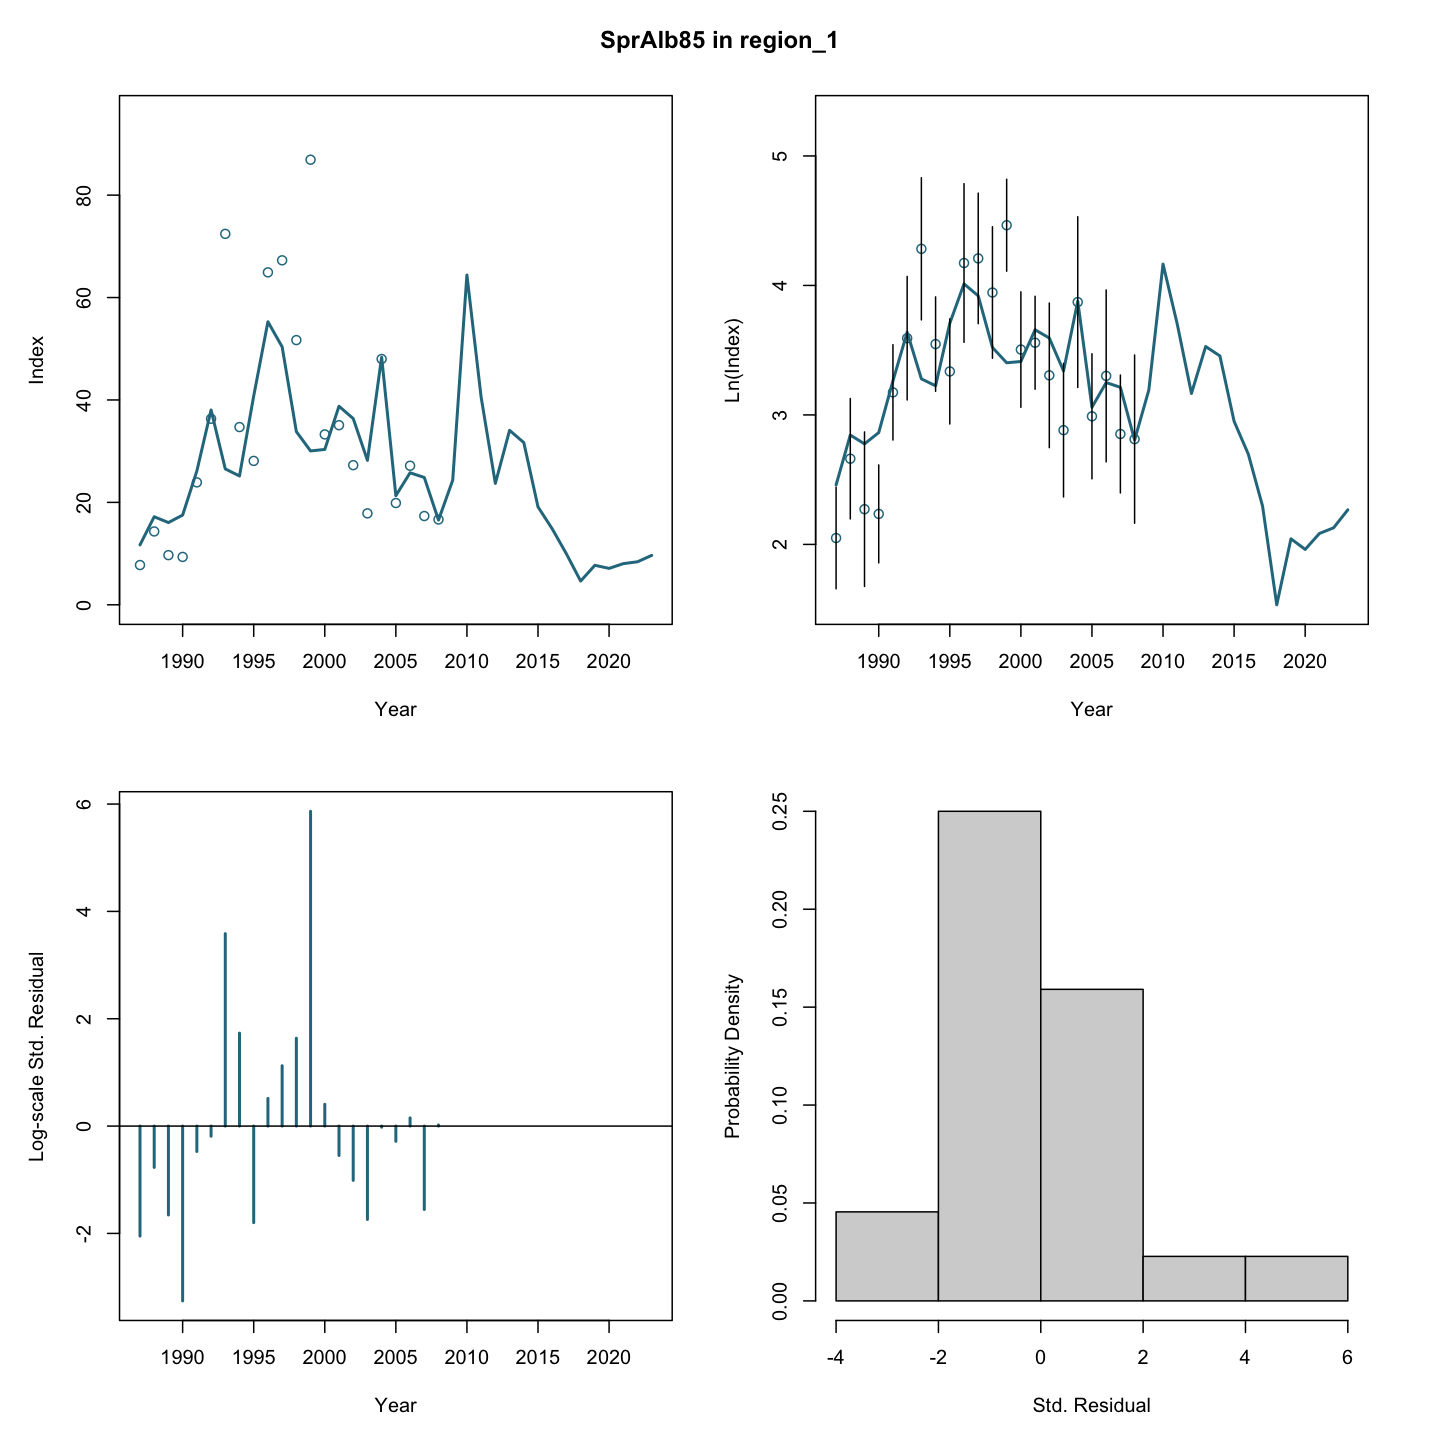 SprAlb85 in region_1
Index
0 20 40 60 80
1990 1995 2000 2005 2010 2015 2020
Year
Ln(Index)
2 3 4 5
1990 1995 2000 2005 2010 2015 2020
Year
Log-scale Std. Residual
-2 0 2 4 6
1990 1995 2000 2005 2010 2015 2020
Year
Probability Density
0.00 0.05 0.10 0.15 0.20 0.25
-4 -2 0 2 4 6
Std. Residual